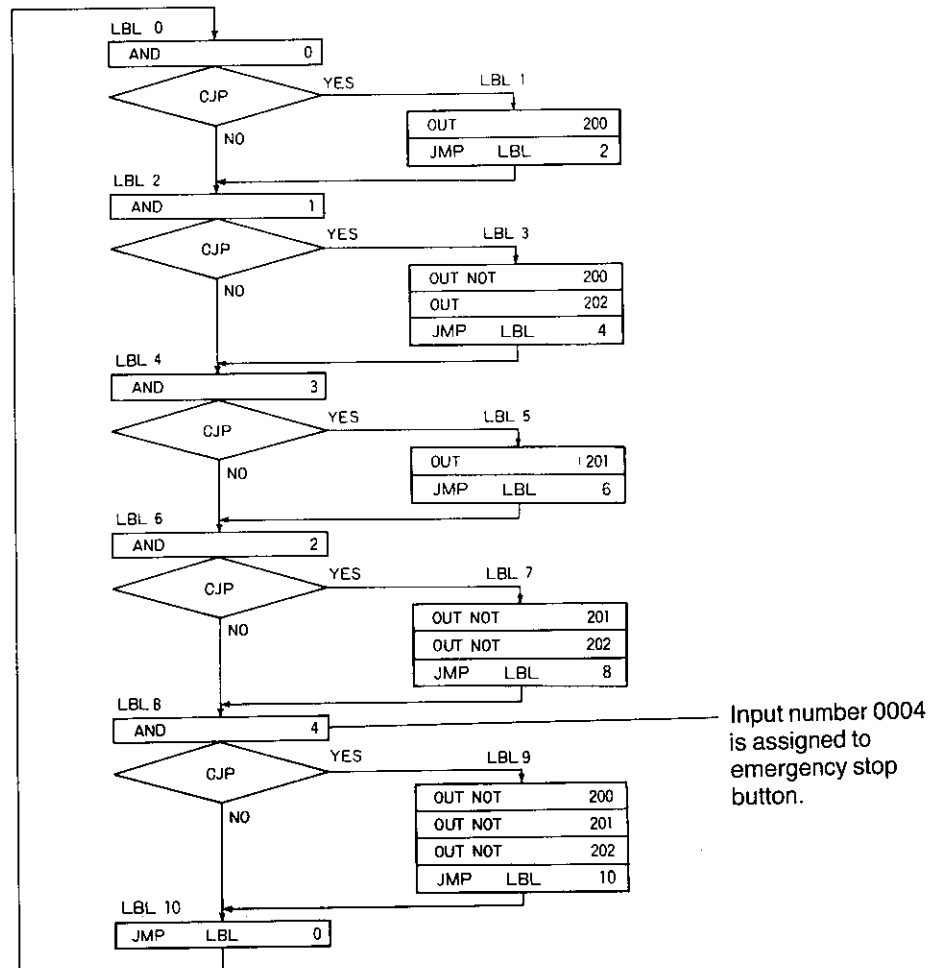 LBL 0
AND 0
CJP YES LBL 1
OUT 200
NO JMP LBL 2
LBL 2
AND 1
CJP YES LBL 3
OUT NOT 200
NO OUT 202
JMP LBL 4
LBL 4
AND 3
CJP YES LBL 5
OUT 201
NO JMP LBL 6
LBL 6
AND 2
CJP YES LBL 7
OUT NOT 201
NO OUT NOT 202
JMP LBL 8
LBL 8
AND 4
Input number 0004
is assigned to
emergency stop
button.
CJP YES LBL 9
OUT NOT 200
NO OUT NOT 201
OUT NOT 202
JMP LBL 10
LBL 10
JMP LBL 0